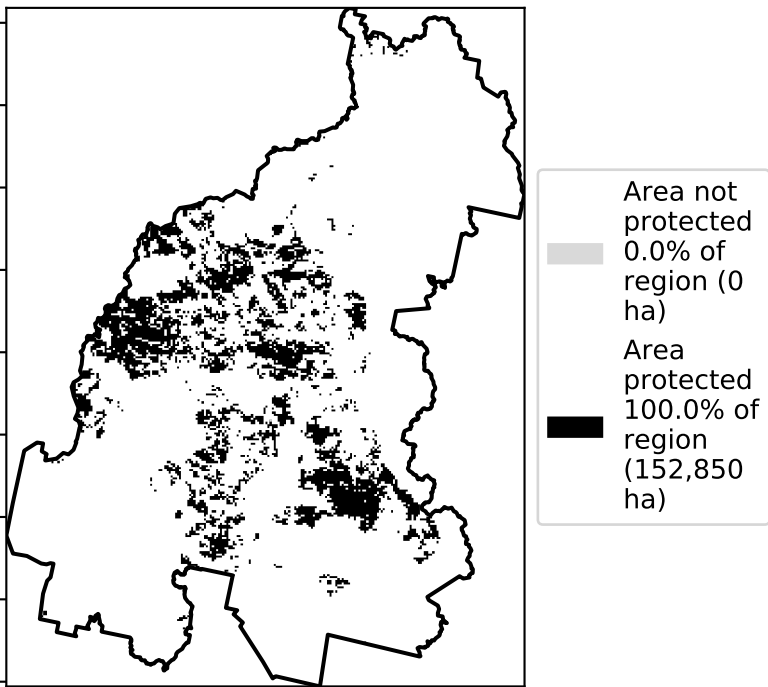 Area not
protected
0.0% of
region (0
ha)
Area
protected
100.0% of
region
(152,850
ha)